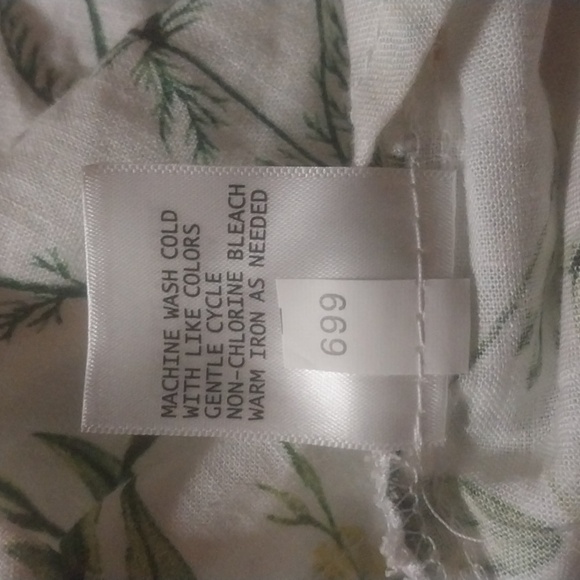 MACHINE WASH COLD
WITH LIKE COLORS
GENTLE CYCLE
NON-CHLORINE BLEACH
WARM IRON AS NEEDED
699